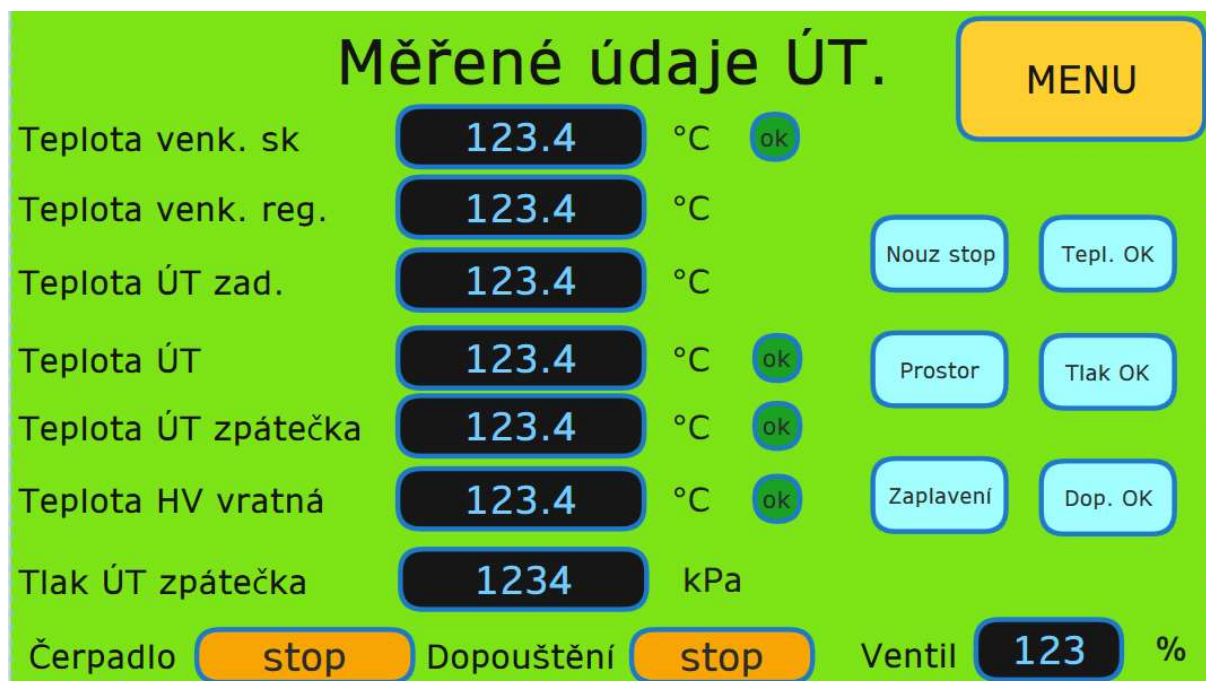 Měřené údaje ÚT.
MENU
Teplota venk. sk 123.4 °C ok
Teplota venk. reg. 123.4 °C
Nouz stop Tepl. OK
Teplota ÚT zad. 123.4 °C
Teplota ÚT 123.4 °C ok
Prostor Tlak OK
Teplota ÚT zpátečka 123.4 °C ok
Teplota HV vratná 123.4 °C ok
Zaplavení Dop. OK
Tlak ÚT zpátečka 1234 kPa
Čerpadlo stop Dopouštění stop Ventil 123 %